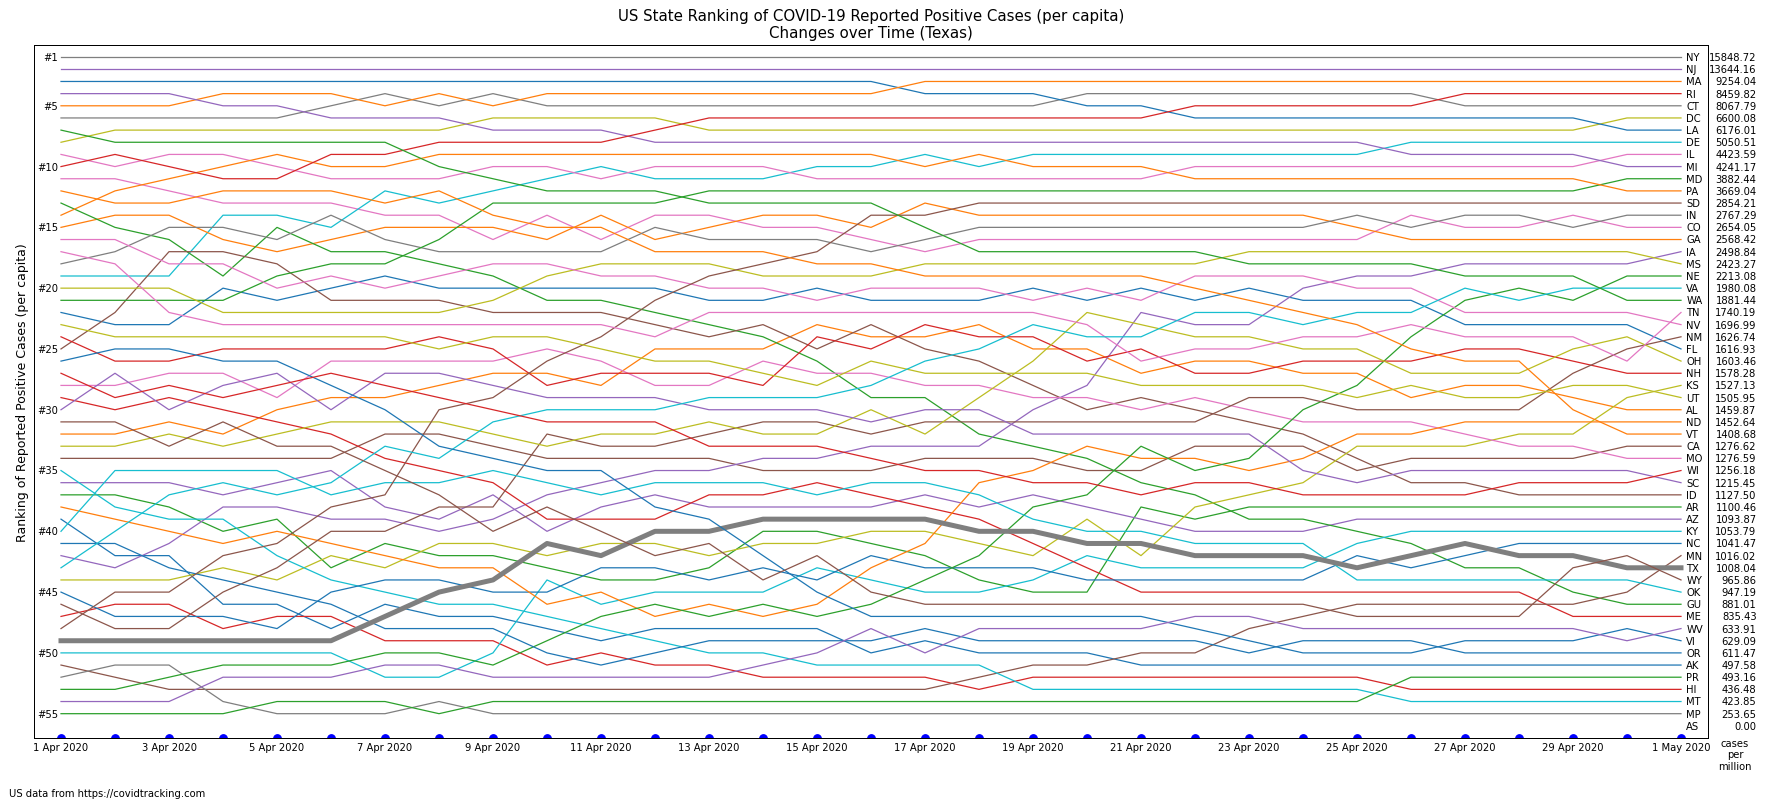 US State Ranking of COVID-19 Reported Positive Cases (per capita)
Changes over Time (Texas)
Ranking of Reported Positive Cases (per capita)
#1
#5
#10
#15
#20
#25
#30
#35
#40
#45
#50
#55
NY 15848.72
NJ 13644.16
MA 9254.04
RI 8459.82
CT 8067.79
DC 6600.08
LA 6176.01
DE 5050.51
IL 4423.59
MI 4241.17
MD 3882.44
PA 3669.04
SD 2854.21
IN 2767.29
CO 2654.05
GA 2568.42
IA 2498.84
MS 2423.27
NE 2213.08
VA 1980.08
WA 1881.44
TN 1740.19
NV 1696.99
NM 1626.74
FL 1616.93
OH 1603.46
NH 1578.28
KS 1527.13
UT 1505.95
AL 1459.87
ND 1452.64
VT 1408.68
CA 1276.62
MO 1276.59
WI 1256.18
SC 1215.45
ID 1127.50
AR 1100.46
AZ 1093.87
KY 1053.79
NC 1041.47
MN 1016.02
TX 1008.04
WY 965.86
OK 947.19
GU 881.01
ME 835.43
WV 633.91
VI 629.09
OR 611.47
AK 497.58
PR 493.16
HI 436.48
MT 423.85
MP 253.65
AS 0.00
1 Apr 2020 3 Apr 2020 5 Apr 2020 7 Apr 2020 9 Apr 2020 11 Apr 2020 13 Apr 2020 15 Apr 2020 17 Apr 2020 19 Apr 2020 21 Apr 2020 23 Apr 2020 25 Apr 2020 27 Apr 2020 29 Apr 2020 1 May 2020
cases
per
million
US data from https://covidtracking.com